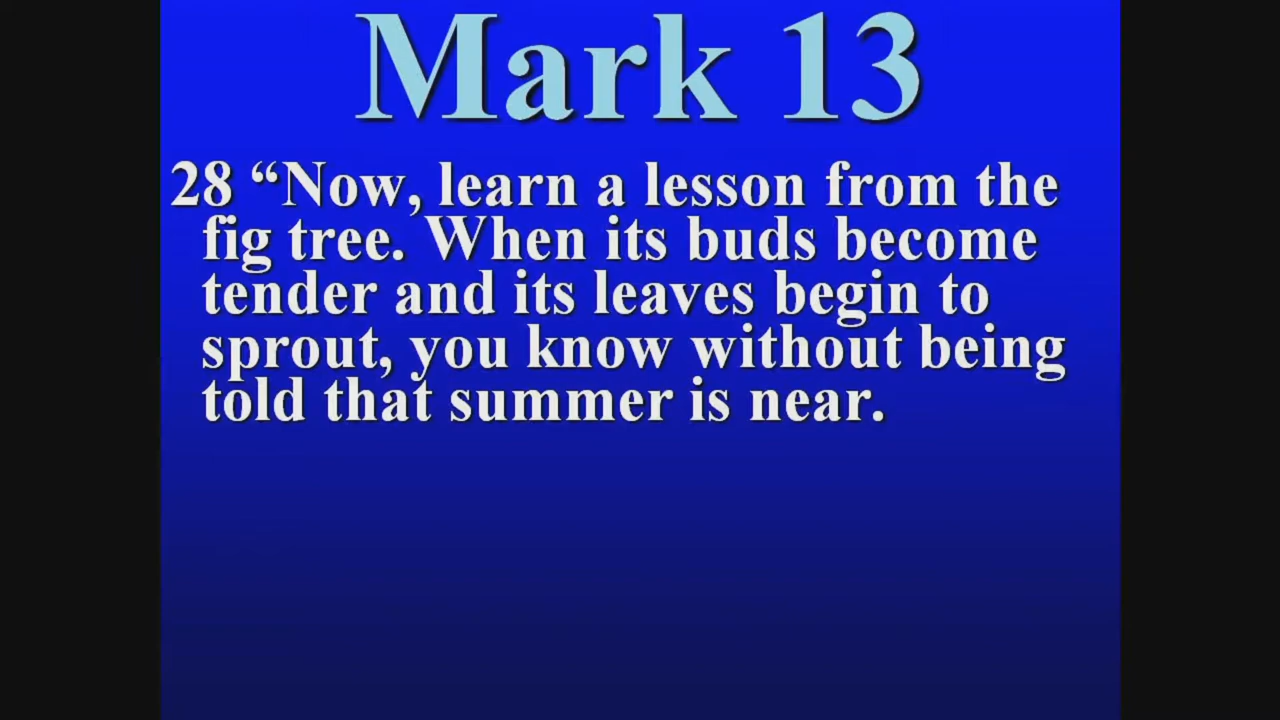 Mark 13
28 “Now, learn a lesson from the
fig tree. When its buds become
tender and its leaves begin to
sprout, you know without being
told that summer is near.